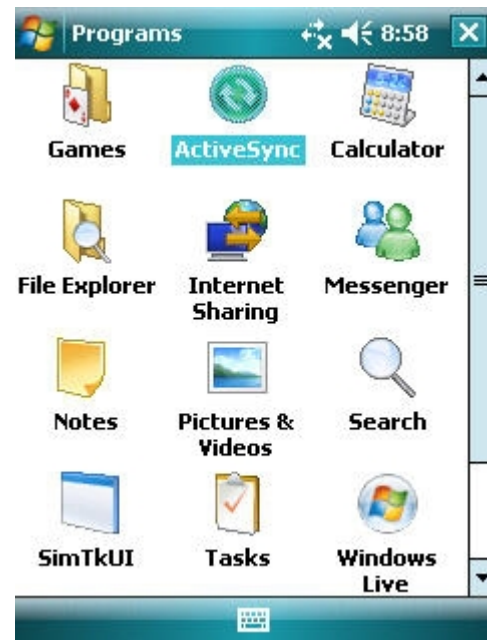 Programs 8:58
Games ActiveSync Calculator
File Explorer Internet Sharing Messenger
Notes Pictures & Videos Search
SimTkUI Tasks Windows Live